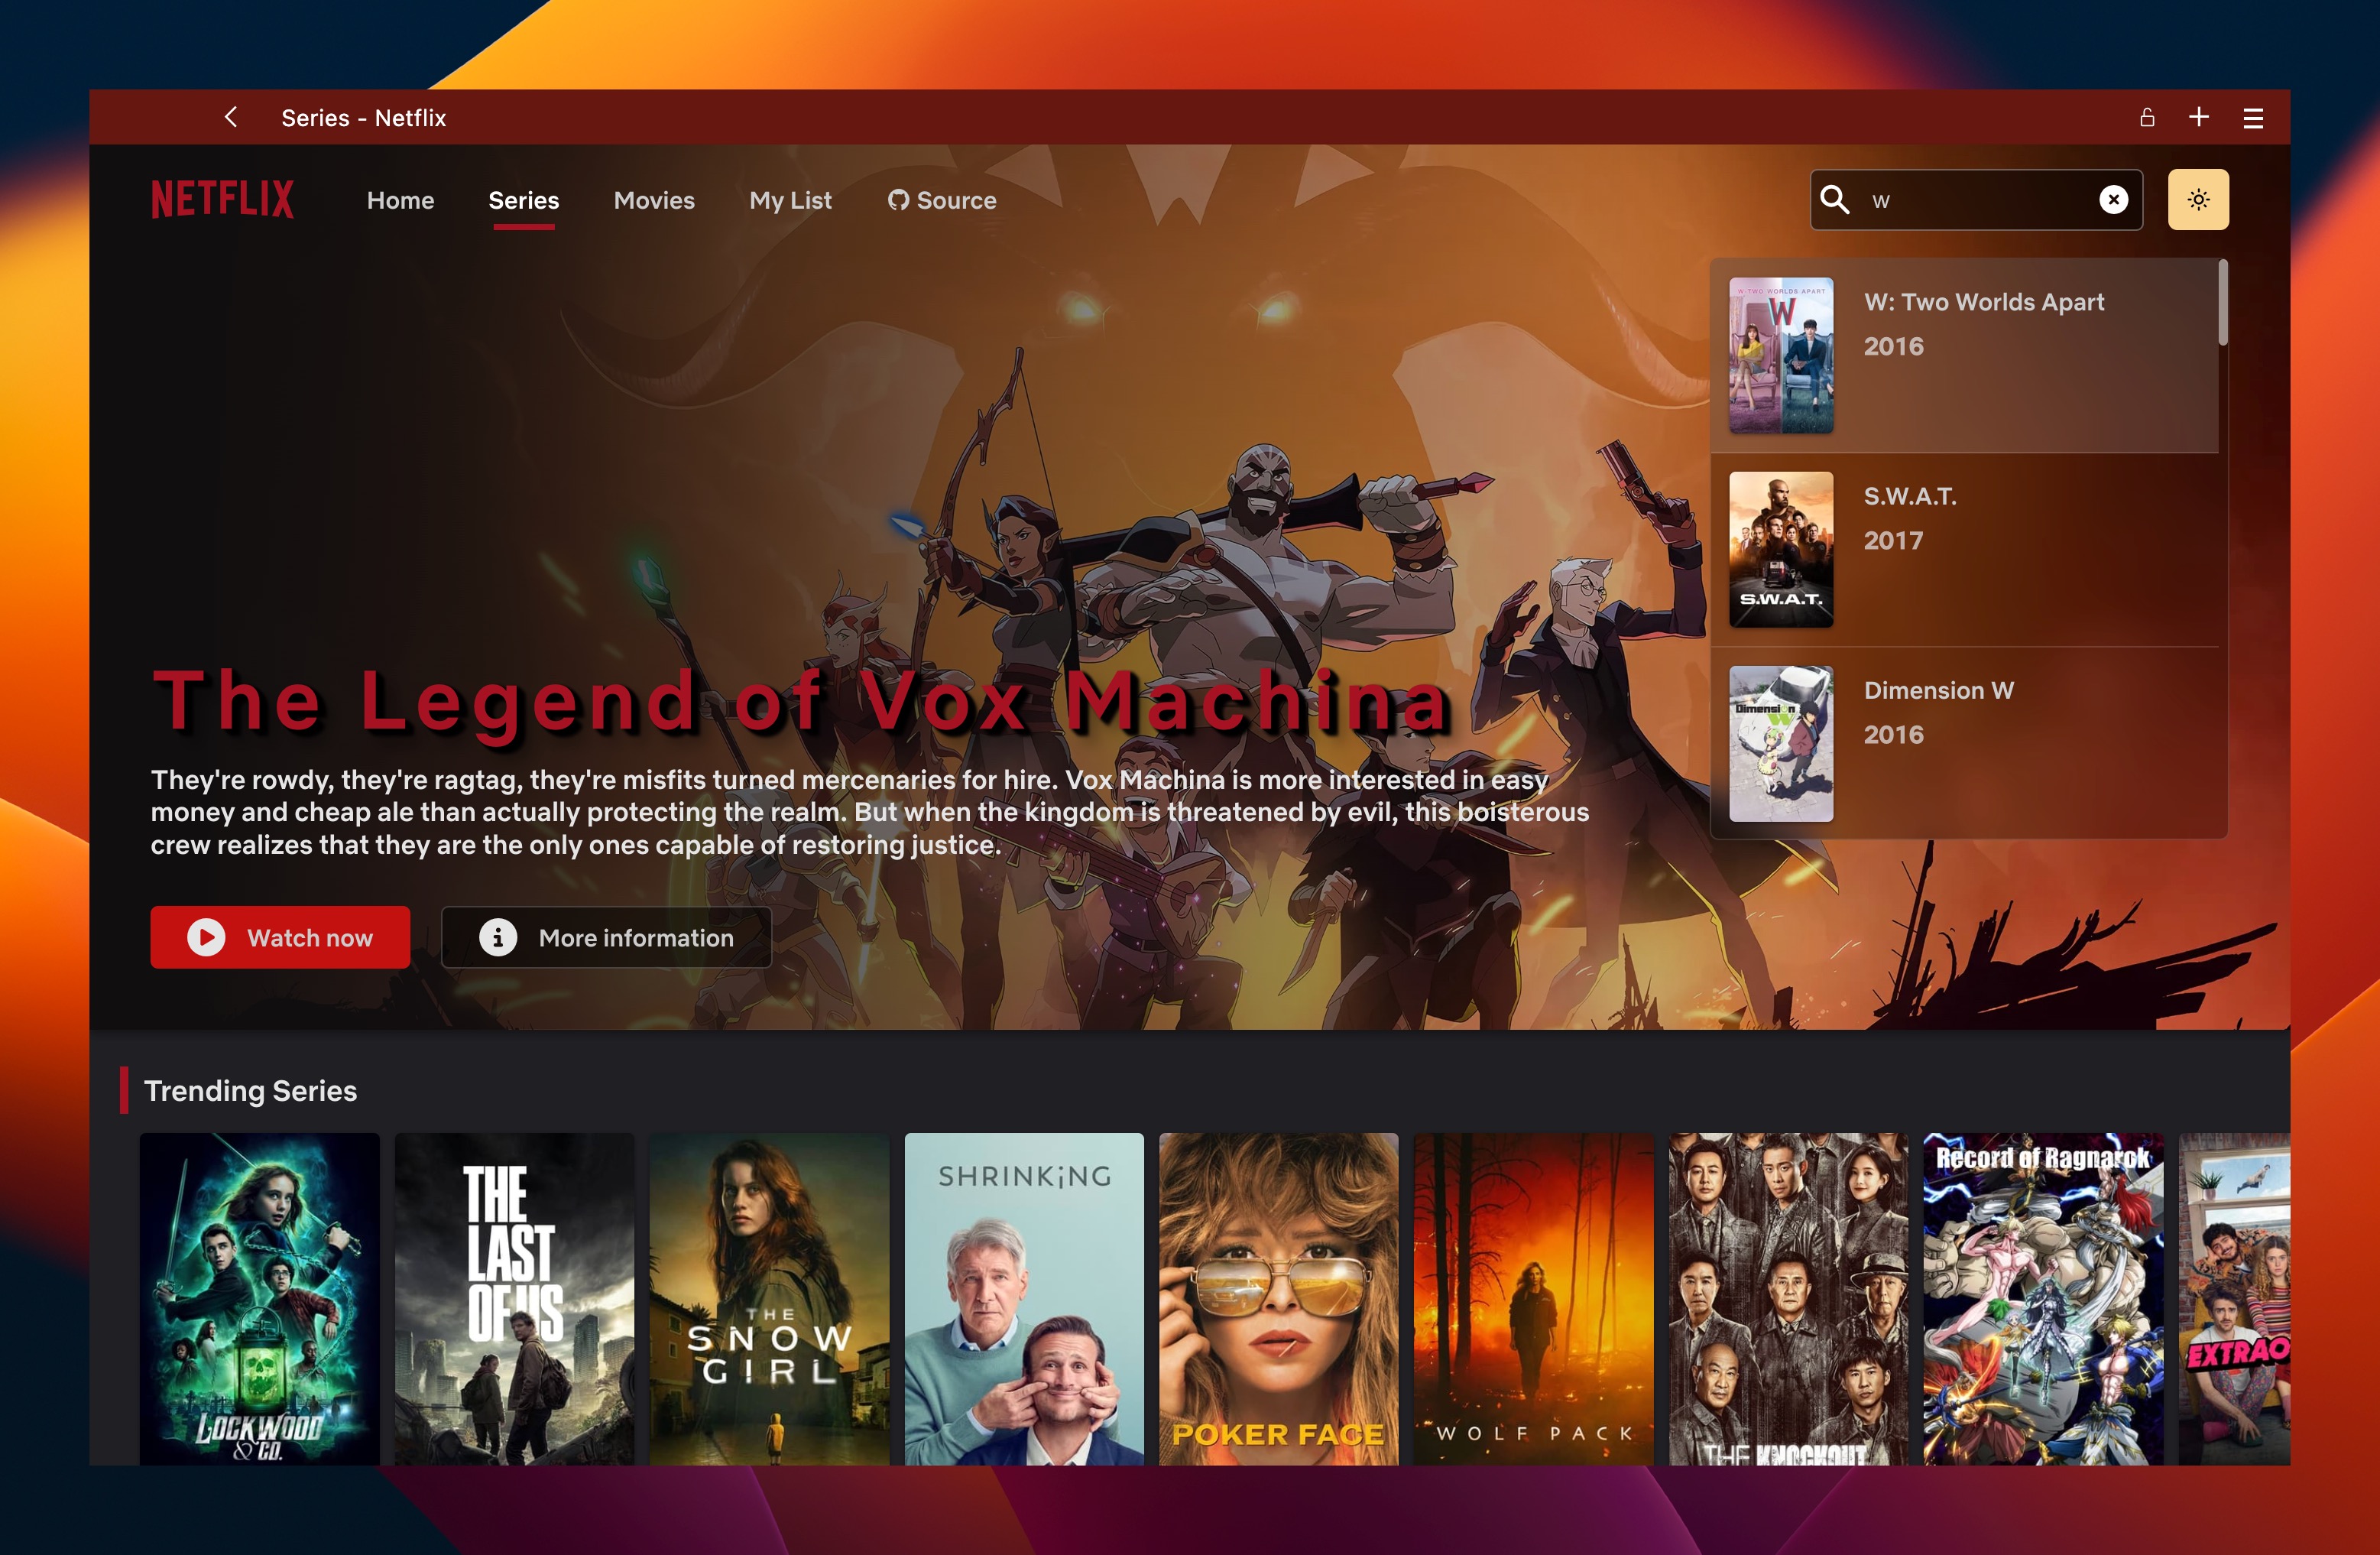 Series - Netflix
NETFLIX
Home
Series
Movies
My List
Source
w
W-TWO WORLDS APART
W
W: Two Worlds Apart
2016
S.W.A.T.
S.W.A.T.
2017
Dimension
W
Dimension W
2016
The Legend of Vox Machina
They're rowdy, they're ragtag, they're misfits turned mercenaries for hire. Vox Machina is more interested in easy
money and cheap ale than actually protecting the realm. But when the kingdom is threatened by evil, this boisterous
crew realizes that they are the only ones capable of restoring justice.
Watch now
More information
Trending Series
LOCKWOOD
& CO.
THE
LAST
OF US
THE
SNOW
GIRL
SHRINKiNG
POKER FACE
WOLF PACK
THE KNOCKOUT
Record of Ragnarok
EXTRAO